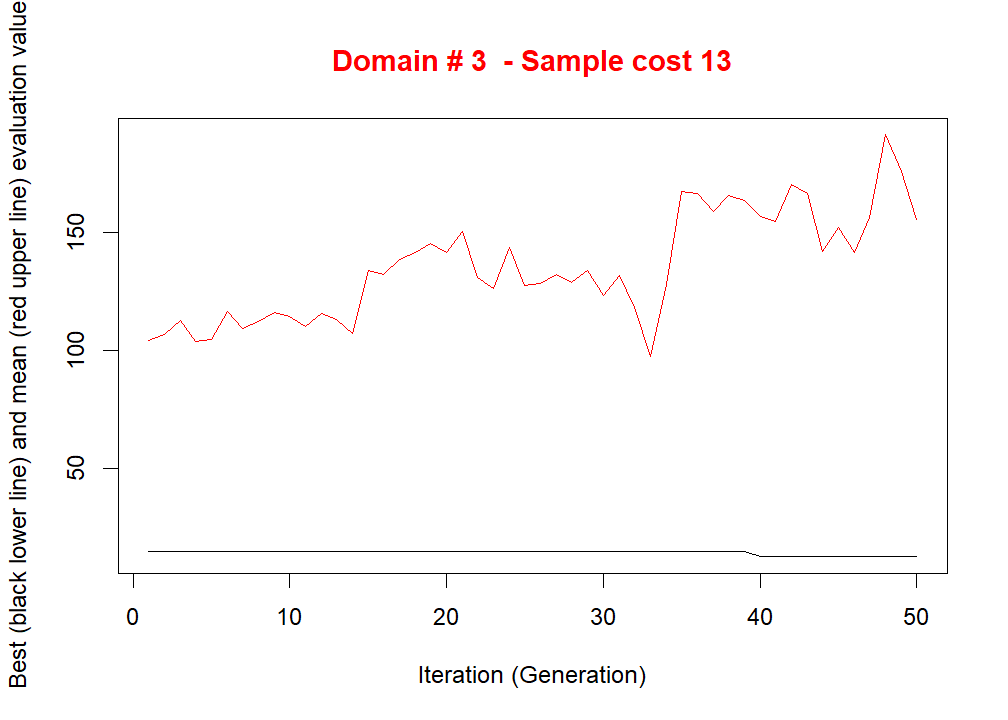 Domain # 3  - Sample cost 13
Best (black lower line) and mean (red upper line) evaluation value
150
100
50
0 10 20 30 40 50
Iteration (Generation)